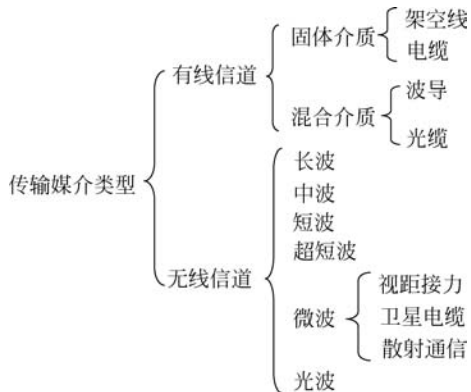 传输媒介类型
有线信道
固体介质
架空线
电缆
混合介质
波导
光缆
无线信道
长波
中波
短波
超短波
微波
视距接力
卫星电缆
散射通信
光波